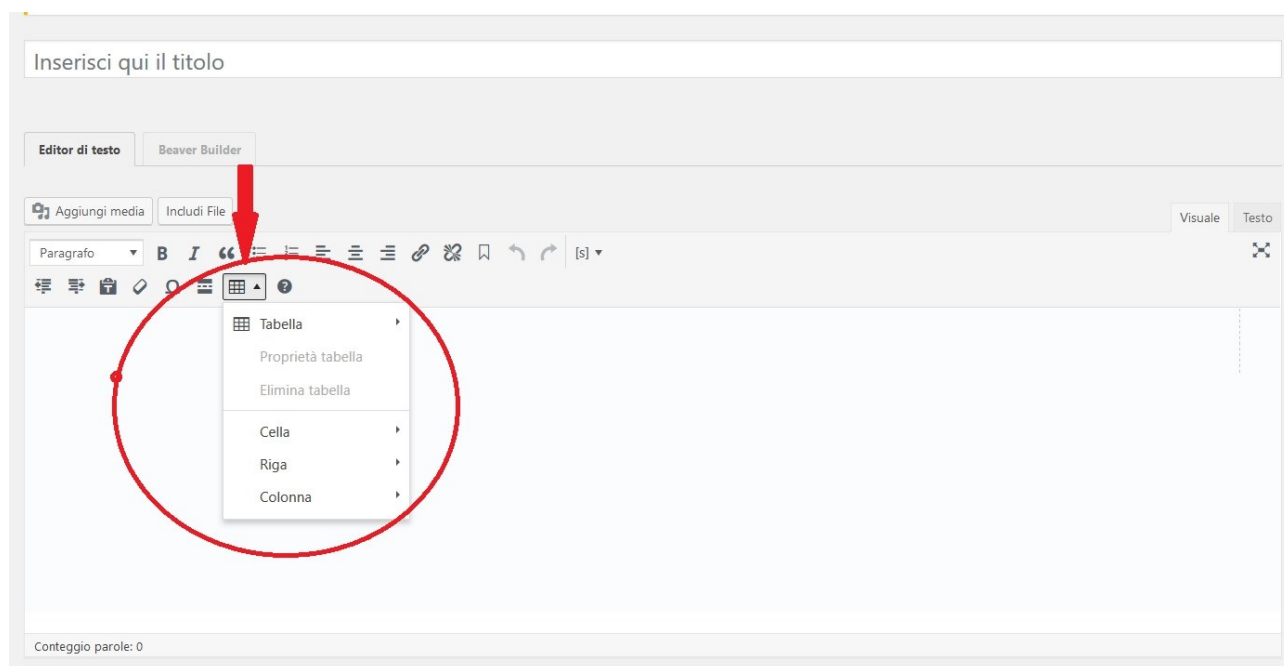 Inserisci qui il titolo
Editor di testo
Beaver Builder
Aggiungi media
Includi File
Visuale
Testo
Paragrafo
B I
[s]
Tabella
Proprietà tabella
Elimina tabella
Cella
Riga
Colonna
Conteggio parole: 0